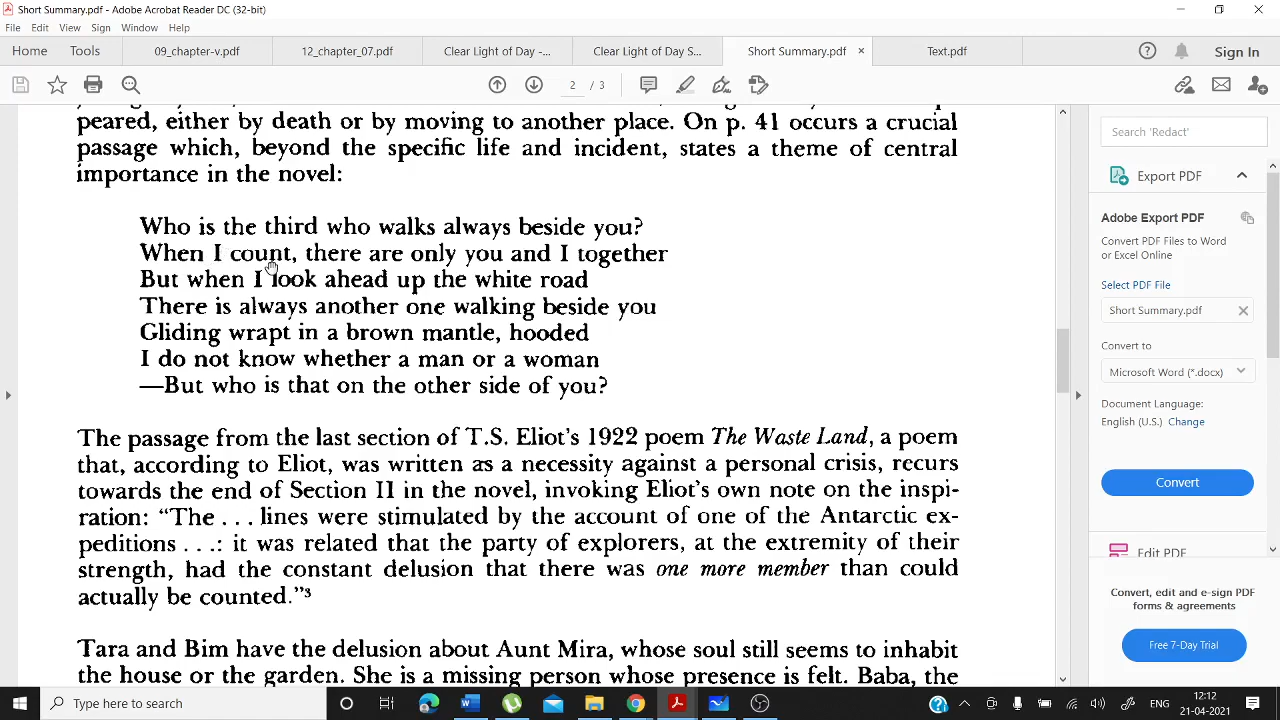 Short Summary.pdf - Adobe Acrobat Reader DC (32-bit)
File Edit View Sign Window Help
Home Tools 09_chapter-v.pdf 12_chapter_07.pdf Clear Light of Day -... Clear Light of Day S... Short Summary.pdf × Text.pdf Sign In
2 / 3
peared, either by death or by moving to another place. On p. 41 occurs a crucial
passage which, beyond the specific life and incident, states a theme of central
importance in the novel:
Who is the third who walks always beside you?
When I count, there are only you and I together
But when I look ahead up the white road
There is always another one walking beside you
Gliding wrapt in a brown mantle, hooded
I do not know whether a man or a woman
—But who is that on the other side of you?
The passage from the last section of T.S. Eliot's 1922 poem The Waste Land, a poem
that, according to Eliot, was written as a necessity against a personal crisis, recurs
towards the end of Section II in the novel, invoking Eliot's own note on the inspi-
ration: "The . . . lines were stimulated by the account of one of the Antarctic ex-
peditions . . .: it was related that the party of explorers, at the extremity of their
strength, had the constant delusion that there was one more member than could
actually be counted."3
Tara and Bim have the delusion about Aunt Mira, whose soul still seems to inhabit
the house or the garden. She is a missing person whose presence is felt. Baba, the
Search 'Redact'
Export PDF
Adobe Export PDF
Convert PDF Files to Word
or Excel Online
Select PDF File
Short Summary.pdf
Convert to
Microsoft Word (*.docx)
Document Language:
English (U.S.) Change
Convert
Edit PDF
Convert, edit and e-sign PDF
forms & agreements
Free 7-Day Trial
Type here to search
ENG
12:12
21-04-2021